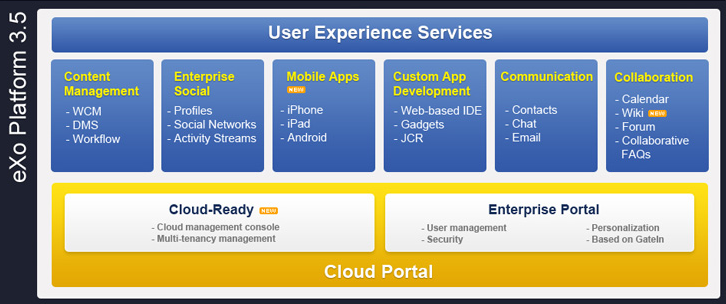 eXo Platform 3.5
User Experience Services
Content
Management
- WCM
- DMS
- Workflow
Enterprise
Social
- Profiles
- Social Networks
- Activity Streams
Mobile Apps
NEW
- iPhone
- iPad
- Android
Custom App
Development
- Web-based IDE
- Gadgets
- JCR
Communication
- Contacts
- Chat
- Email
Collaboration
- Calendar
- Wiki NEW
- Forum
- Collaborative
FAQs
Cloud-Ready NEW
- Cloud management console
- Multi-tenancy management
Enterprise Portal
- User management
- Security
- Personalization
- Based on GateIn
Cloud Portal